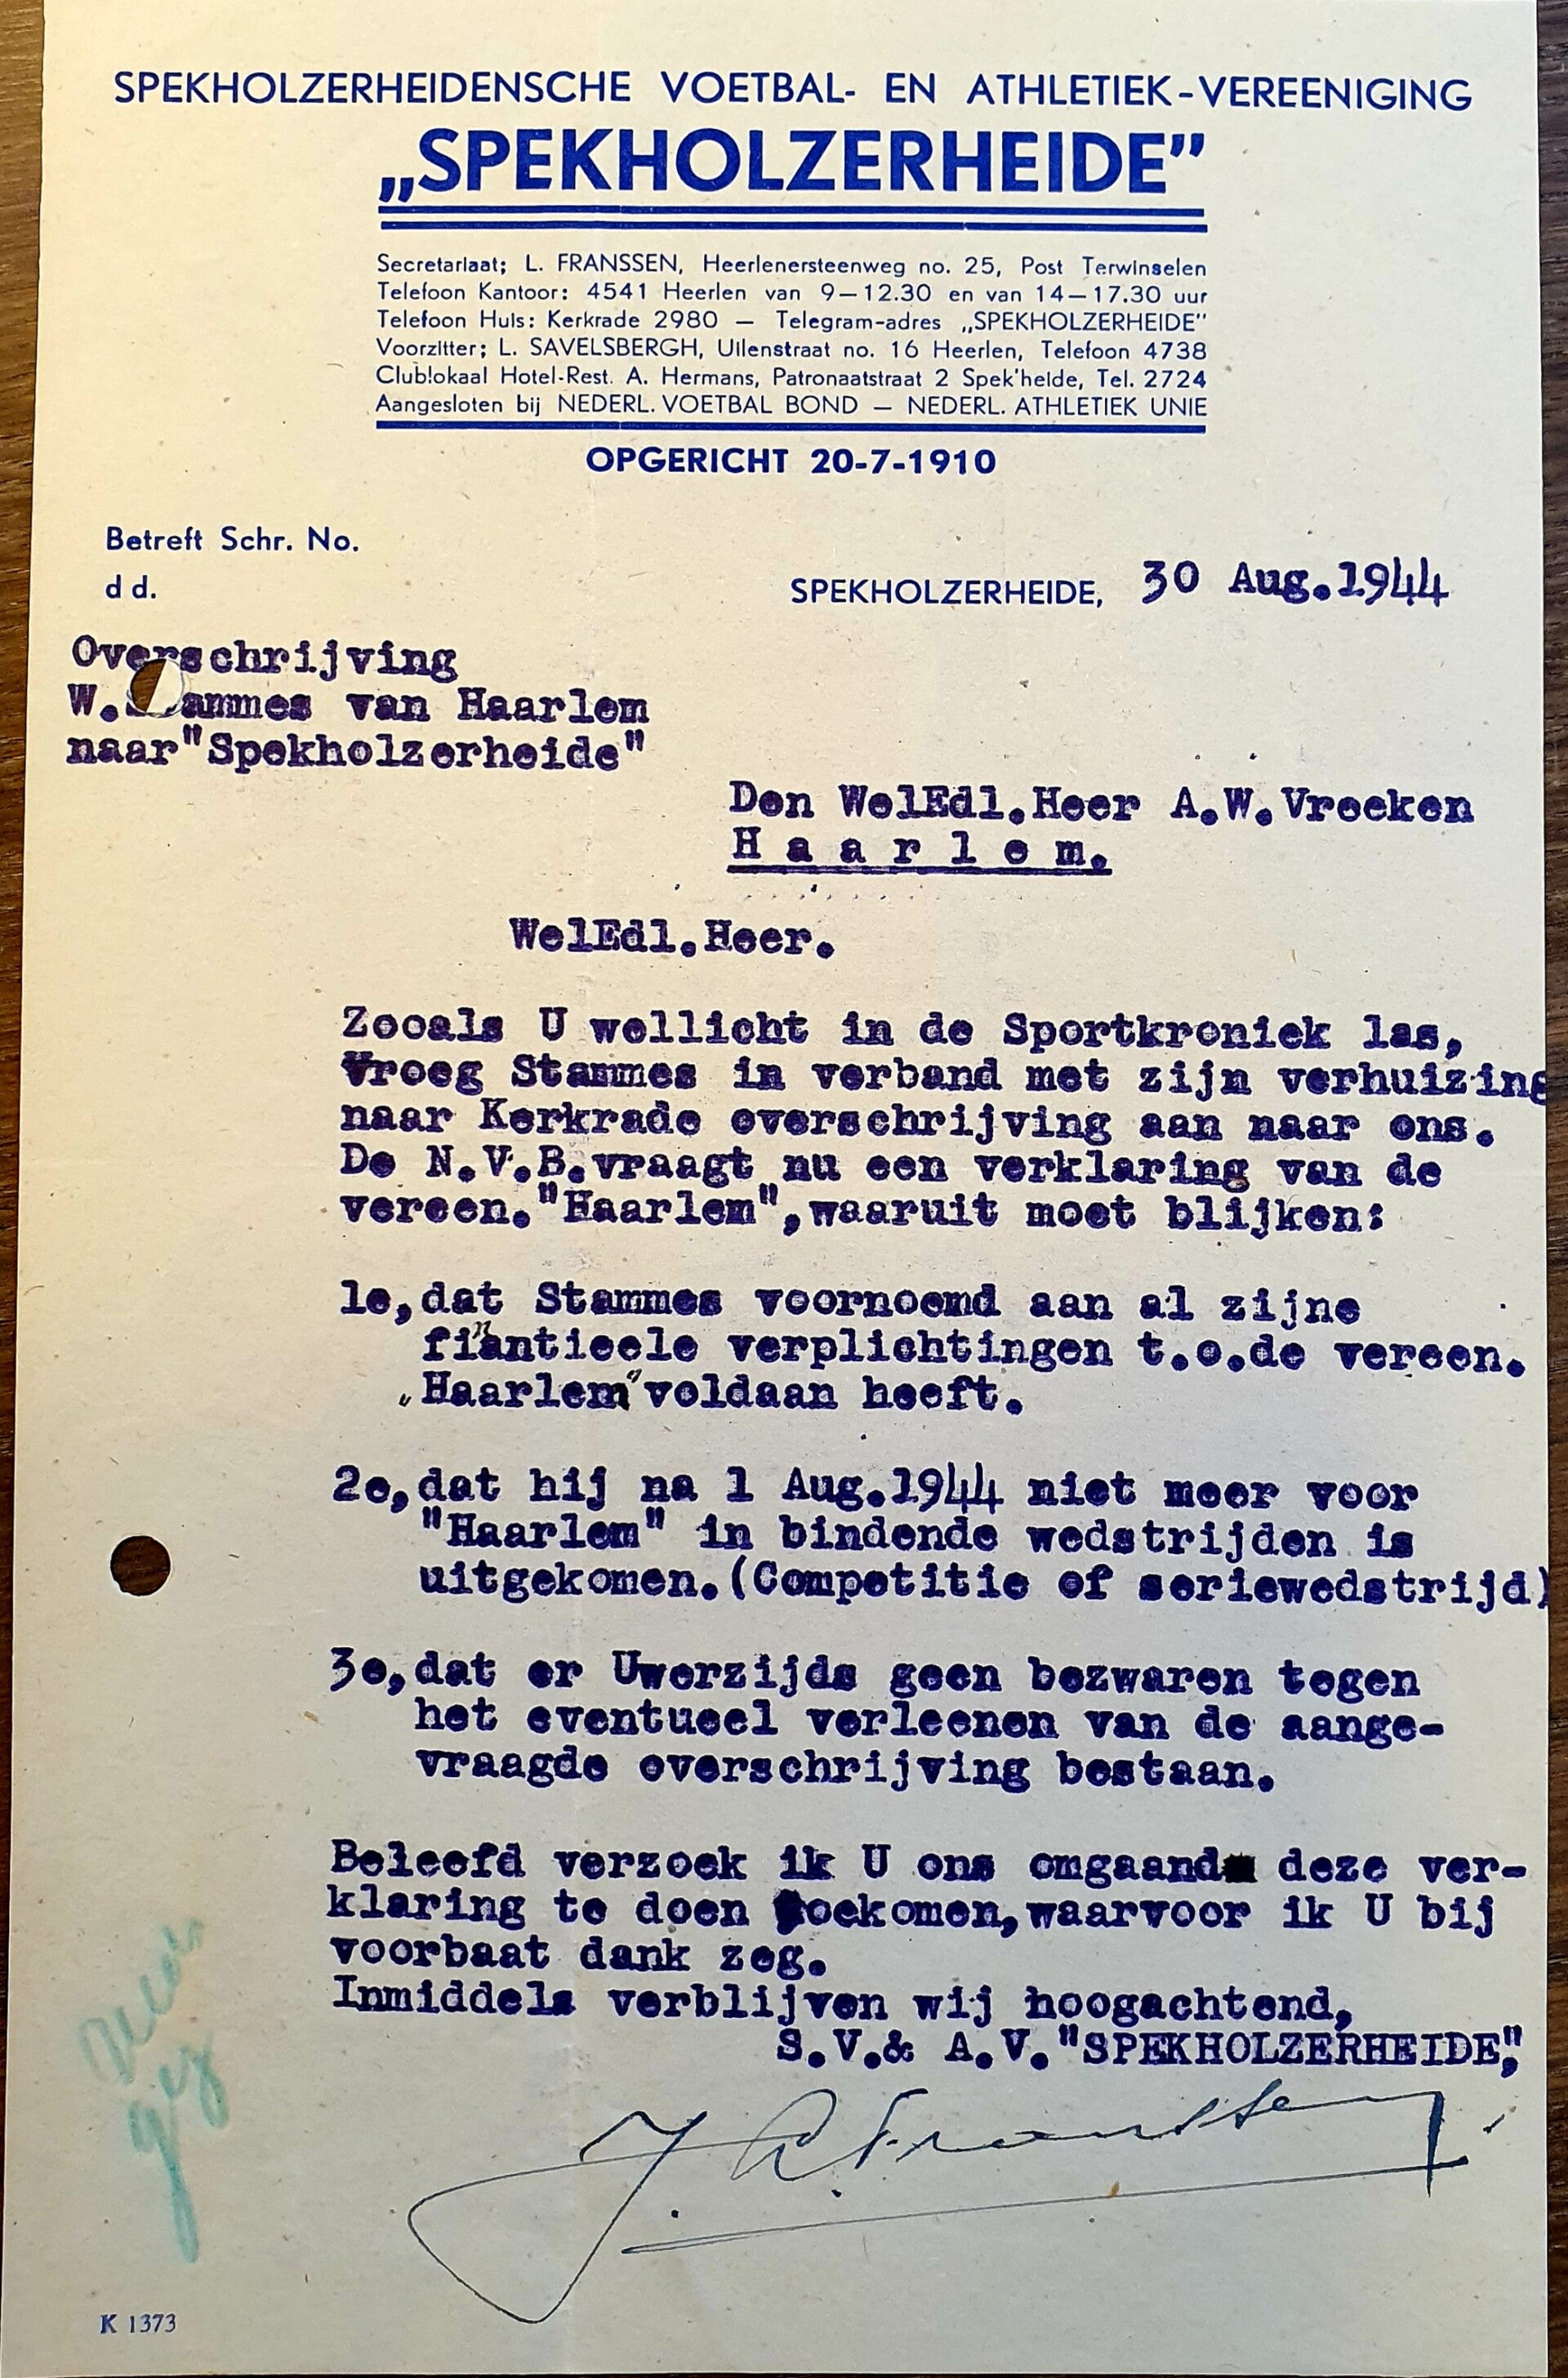 SPEKHOLZERHEIDENSCHE VOETBAL- EN ATHLETIEK-VEREENIGING
„SPEKHOLZERHEIDE”
Secretariaat; L. FRANSSEN, Heerlenersteenweg no. 25, Post Terwinselen
Telefoon Kantoor: 4541 Heerlen van 9—12.30 en van 14—17.30 uur
Telefoon Huis: Kerkrade 2980 — Telegram-adres „SPEKHOLZERHEIDE”
Voorzitter; L. SAVELSBERGH, Uilenstraat no. 16 Heerlen, Telefoon 4738
Clublokaal Hotel-Rest. A. Hermans, Patronaatstraat 2 Spek'heide, Tel. 2724
Aangesloten bij NEDERL. VOETBAL BOND — NEDERL. ATHLETIEK UNIE
OPGERICHT 20-7-1910
Betreft Schr. No.
d d.
SPEKHOLZERHEIDE, 30 Aug.1944
Overschrijving
W.Stammes van Haarlem
naar"Spekholzerheide"
Den WelEdl.Heer A.W.Vreeken
Haarlem.
WelEdl.Heer.
Zooals U wellicht in de Sportkroniek las,
Vroeg Stammes in verband met zijn verhuizing
naar Kerkrade overschrijving aan naar ons.
De N.V.B.vraagt nu een verklaring van de
vereen."Haarlem",waaruit moet blijken:
1e,dat Stammes voornoemd aan al zijne
finantieele verplichtingen t.o.de vereen.
„Haarlem"voldaan heeft.
2e,dat hij na 1 Aug.1944 niet meer voor
"Haarlem" in bindende wedstrijden is
uitgekomen.(Competitie of seriewedstrijd)
3e,dat er Uwerzijds geen bezwaren tegen
het eventueel verleenen van de aange-
vraagde overschrijving bestaan.
Beleefd verzoek ik U ons omgaand deze ver-
klaring te doen toekomen,waarvoor ik U bij
voorbaat dank zeg.
Inmiddels verblijven wij hoogachtend,
S.V.& A.V."SPEKHOLZERHEIDE",
Franssen
K 1373